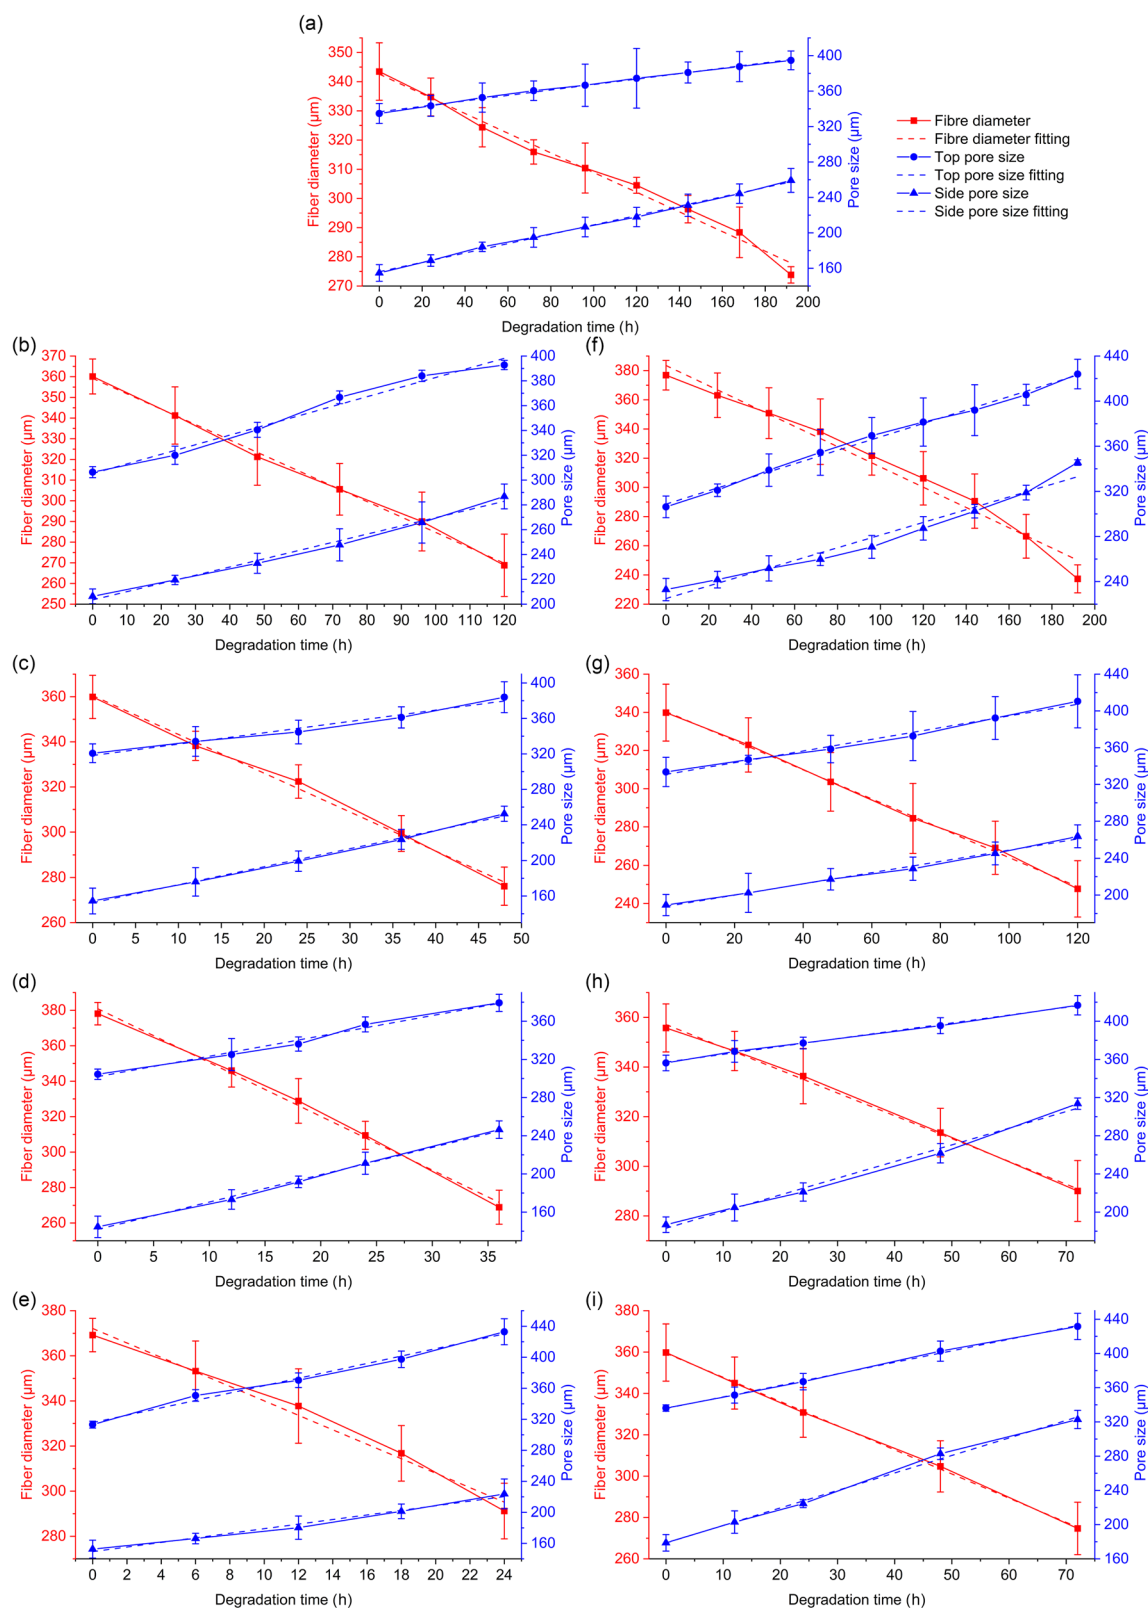 (a)
350
340
330
320
310
300
290
280
270
Fiber diameter (μm)
400
360
320
280
240
200
160
Pore size (μm)
0 20 40 60 80 100 120 140 160 180 200
Degradation time (h)
Fibre diameter
Fibre diameter fitting
Top pore size
Top pore size fitting
Side pore size
Side pore size fitting
(b)
370
360
350
340
330
320
310
300
290
280
270
260
250
Fiber diameter (μm)
400
380
360
340
320
300
280
260
240
220
200
Pore size (μm)
0 10 20 30 40 50 60 70 80 90 100 110 120
Degradation time (h)
(f)
380
360
340
320
300
280
260
240
220
Fiber diameter (μm)
440
400
360
320
280
240
Pore size (μm)
0 20 40 60 80 100 120 140 160 180 200
Degradation time (h)
(c)
360
340
320
300
280
260
Fiber diameter (μm)
400
360
320
280
240
200
160
Pore size (μm)
0 5 10 15 20 25 30 35 40 45 50
Degradation time (h)
(g)
360
340
320
300
280
260
240
Fiber diameter (μm)
440
400
360
320
280
240
200
Pore size (μm)
0 20 40 60 80 100 120
Degradation time (h)
(d)
380
360
340
320
300
280
260
Fiber diameter (μm)
360
320
280
240
200
160
Pore size (μm)
0 5 10 15 20 25 30 35
Degradation time (h)
(h)
360
340
320
300
280
Fiber diameter (μm)
400
360
320
280
240
200
Pore size (μm)
0 10 20 30 40 50 60 70
Degradation time (h)
(e)
380
360
340
320
300
280
Fiber diameter (μm)
440
400
360
320
280
240
200
160
Pore size (μm)
0 2 4 6 8 10 12 14 16 18 20 22 24
Degradation time (h)
(i)
380
360
340
320
300
280
260
Fiber diameter (μm)
440
400
360
320
280
240
200
160
Pore size (μm)
0 10 20 30 40 50 60 70
Degradation time (h)